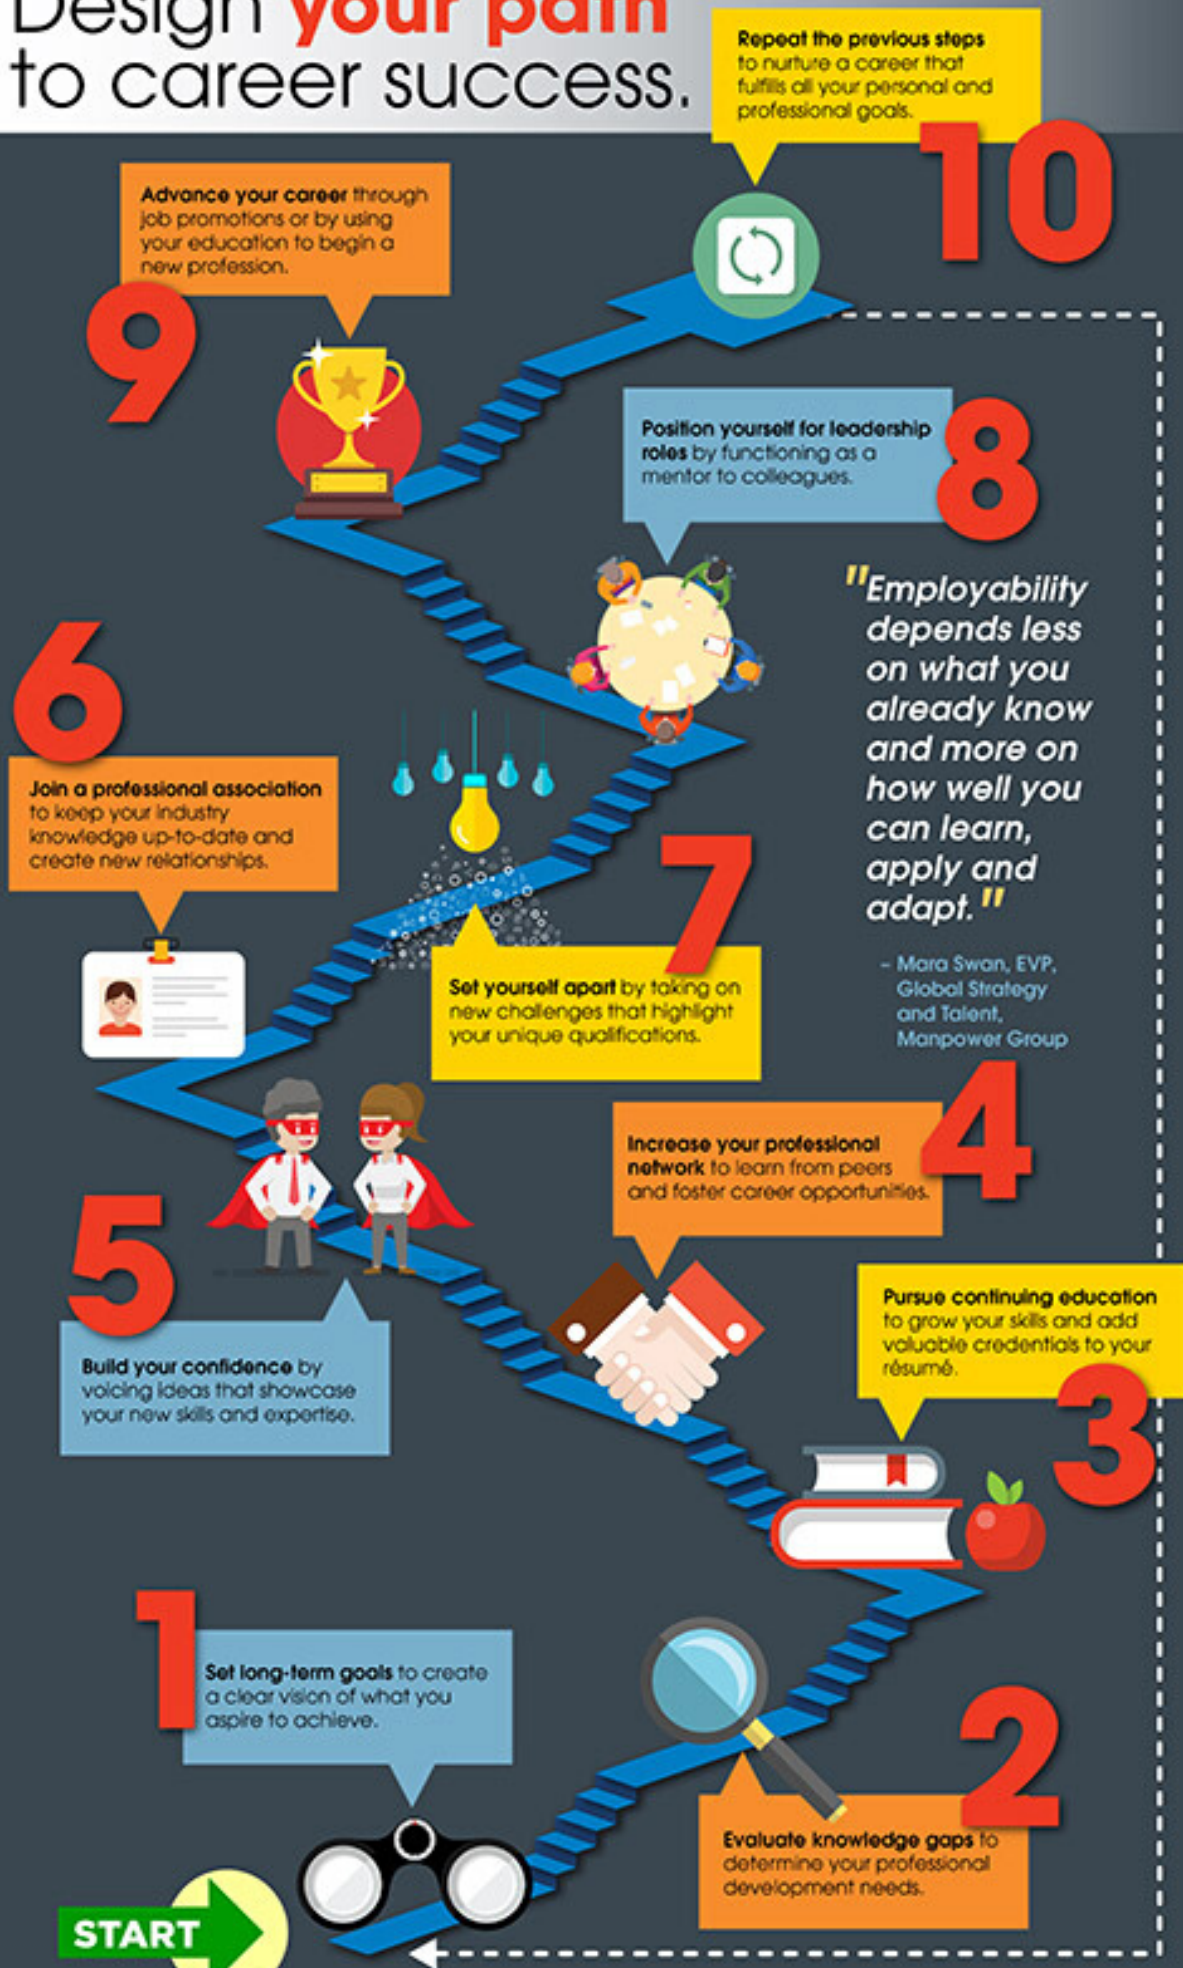 Design your path
to career success.
Repeat the previous steps
to nurture a career that
fulfills all your personal and
professional goals.
10
Advance your career through
job promotions or by using
your education to begin a
new profession.
9
Position yourself for leadership
roles by functioning as a
mentor to colleagues.
8
"Employability
depends less
on what you
already know
and more on
how well you
can learn,
apply and
adapt."
– Mara Swan, EVP,
Global Strategy
and Talent,
Manpower Group
6
Join a professional association
to keep your industry
knowledge up-to-date and
create new relationships.
7
Set yourself apart by taking on
new challenges that highlight
your unique qualifications.
4
Increase your professional
network to learn from peers
and foster career opportunities.
5
Build your confidence by
voicing ideas that showcase
your new skills and expertise.
Pursue continuing education
to grow your skills and add
valuable credentials to your
résumé.
3
1
Set long-term goals to create
a clear vision of what you
aspire to achieve.
2
Evaluate knowledge gaps to
determine your professional
development needs.
START